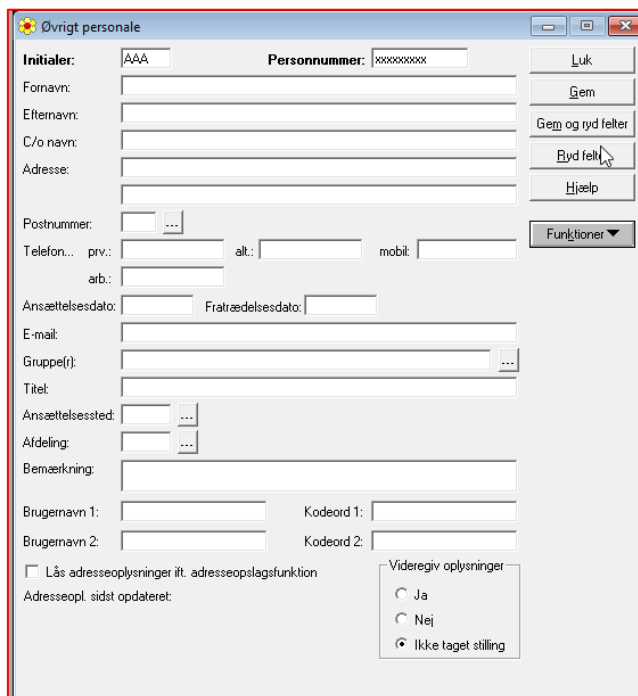 Øvrigt personale
Initialer: AAA Personnummer: xxxxxxxxx
Luk
Fornavn:
Gem
Efternavn:
Gem og ryd felter
C/o navn:
Ryd felter
Adresse:
Hjælp
Postnummer: ...
Funktioner
Telefon... prv.: alt.: mobil:
arb.:
Ansættelsesdato: Fratrædelsesdato:
E-mail:
Gruppe(r): ...
Titel:
Ansættelsessted: ...
Afdeling: ...
Bemærkning:
Brugernavn 1: Kodeord 1:
Brugernavn 2: Kodeord 2:
Lås adresseoplysninger ift. adresseopslagsfunktion
Videregiv oplysninger
Adresseopl. sidst opdateret:
Ja
Nej
Ikke taget stilling